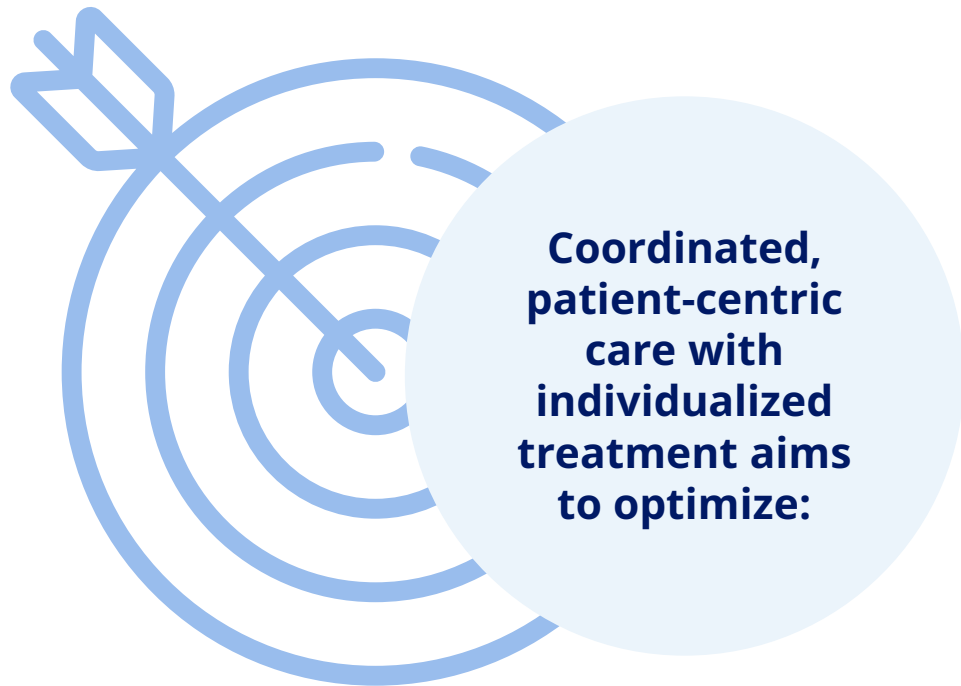 Coordinated,
patient-centric
care with
individualized
treatment aims
to optimize: